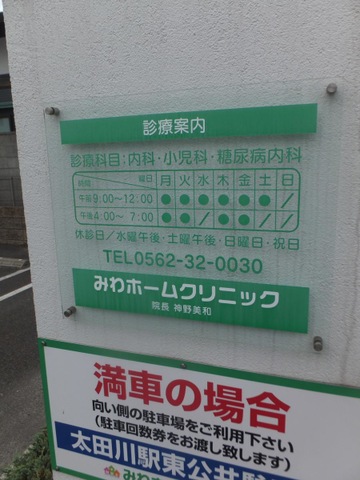 診療案内
診療科目：内科・小児科・糖尿病内科
時間 曜日 月 火 水 木 金 土 日
午前9:00〜12:00 ● ● ● ● ● ● ／
午後4:00〜 7:00 ● ● ／ ● ● ／ ／
休診日／水曜午後・土曜午後・日曜日・祝日
TEL0562-32-0030
みわホームクリニック
院長 神野美和
満車の場合
向い側の駐車場をご利用下さい
（駐車回数券をお渡し致します）
太田川駅東公共駐
みわ